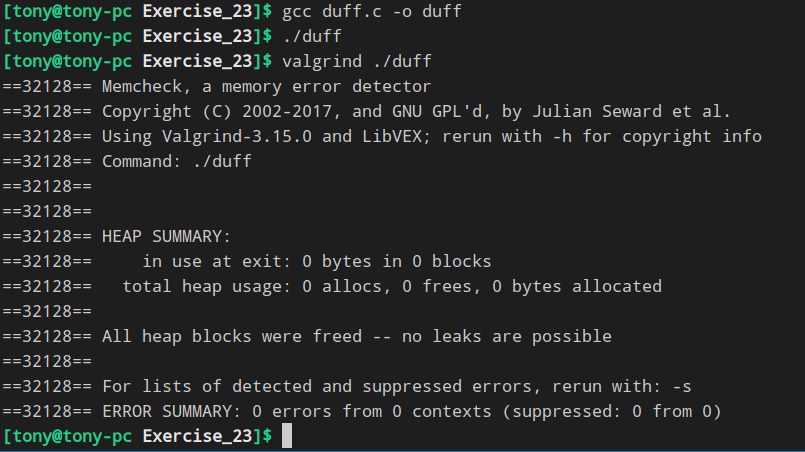 [tony@tony-pc Exercise_23]$ gcc duff.c -o duff
[tony@tony-pc Exercise_23]$ ./duff
[tony@tony-pc Exercise_23]$ valgrind ./duff
==32128== Memcheck, a memory error detector
==32128== Copyright (C) 2002-2017, and GNU GPL'd, by Julian Seward et al.
==32128== Using Valgrind-3.15.0 and LibVEX; rerun with -h for copyright info
==32128== Command: ./duff
==32128==
==32128==
==32128== HEAP SUMMARY:
==32128==     in use at exit: 0 bytes in 0 blocks
==32128==   total heap usage: 0 allocs, 0 frees, 0 bytes allocated
==32128==
==32128== All heap blocks were freed -- no leaks are possible
==32128==
==32128== For lists of detected and suppressed errors, rerun with: -s
==32128== ERROR SUMMARY: 0 errors from 0 contexts (suppressed: 0 from 0)
[tony@tony-pc Exercise_23]$